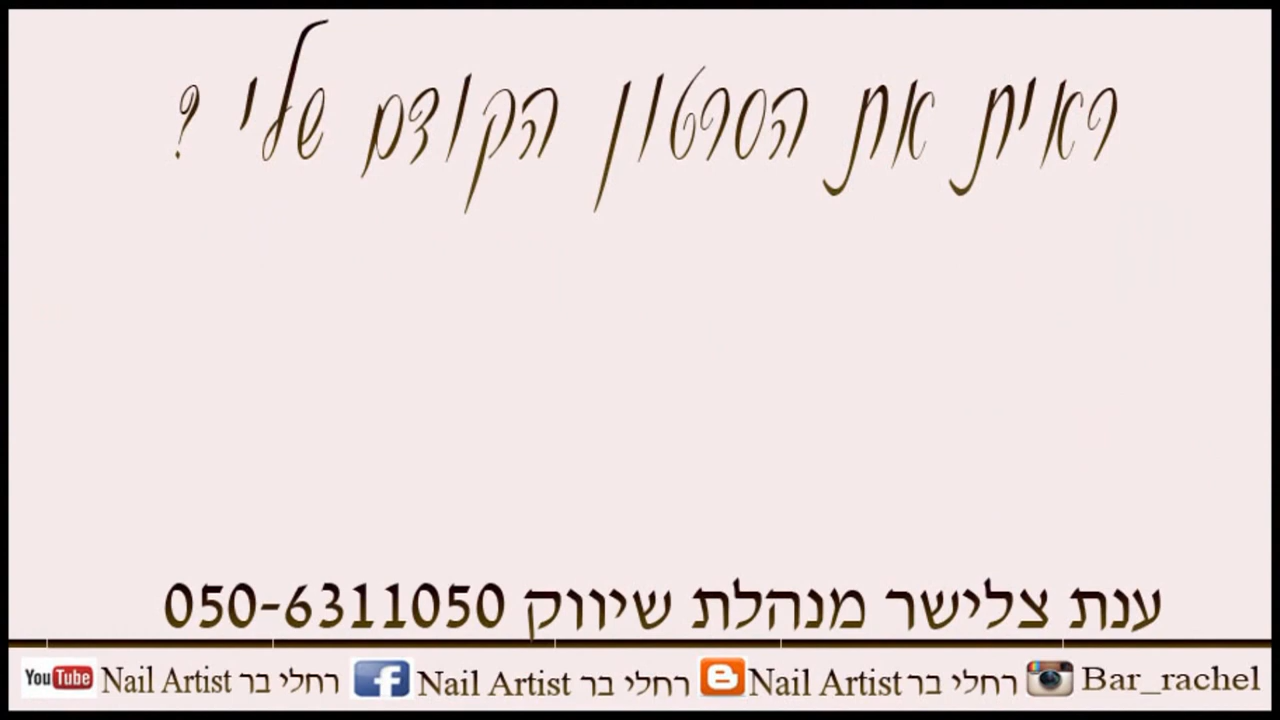 ראית את הסרטון הקודם שלי ?
ענת צלישר מנהלת שיווק 050-6311050
YouTube Nail Artist רחלי בר Nail Artist רחלי בר Nail Artist רחלי בר Bar_rachel